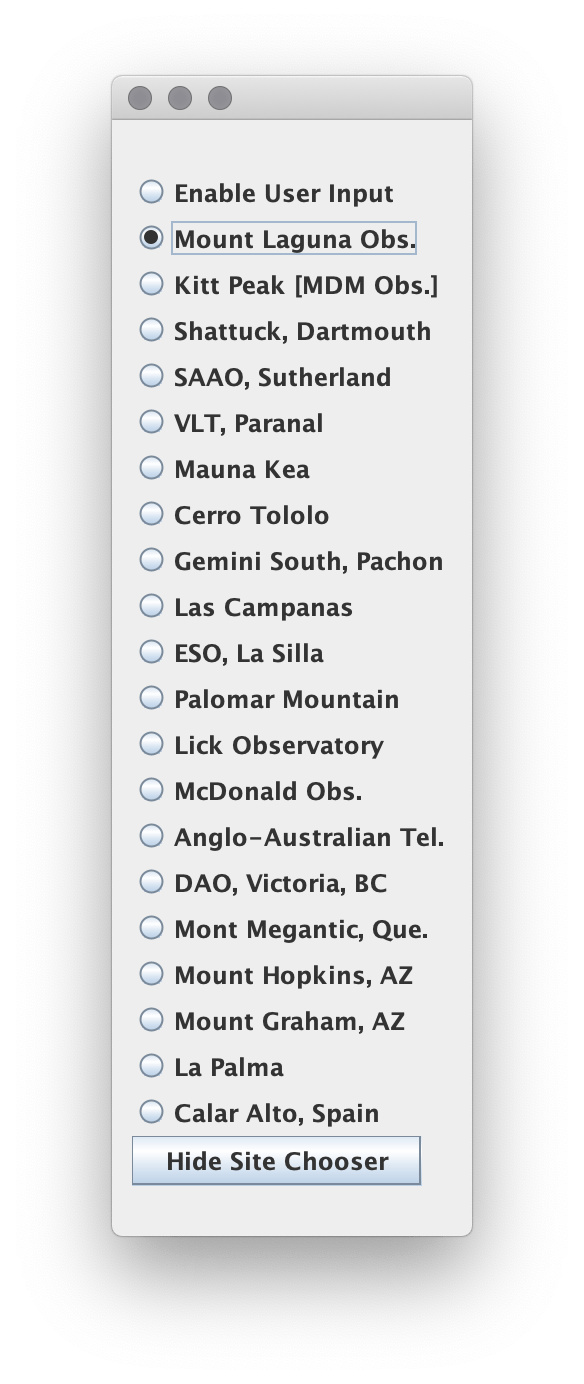 Enable User Input
Mount Laguna Obs.
Kitt Peak [MDM Obs.]
Shattuck, Dartmouth
SAAO, Sutherland
VLT, Paranal
Mauna Kea
Cerro Tololo
Gemini South, Pachon
Las Campanas
ESO, La Silla
Palomar Mountain
Lick Observatory
McDonald Obs.
Anglo-Australian Tel.
DAO, Victoria, BC
Mont Megantic, Que.
Mount Hopkins, AZ
Mount Graham, AZ
La Palma
Calar Alto, Spain
Hide Site Chooser